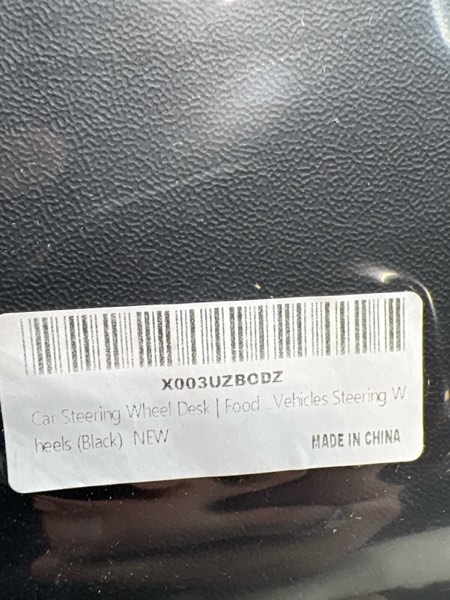 X003UZBODZ
Car Steering Wheel Desk | Food ...Vehicles Steering W
heels (Black) NEW
MADE IN CHINA